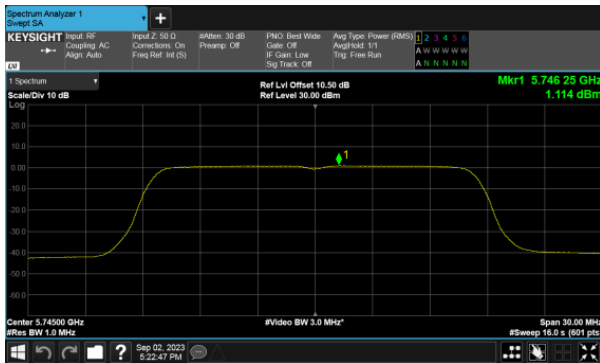 Spectrum Analyzer 1
Swept SA
+
KEYSIGHT Input: RF Input Z: 50 Ω #Atten: 30 dB PNO: Best Wide Avg Type: Power (RMS) 1 2 3 4 5 6
Coupling: AC Corrections: On Preamp: Off Gate: Off Avg|Hold: 1/1 A W W W W W
Align: Auto Freq Ref: Int (S) IF Gain: Low Trig: Free Run
Sig Track: Off A N N N N N
1 Spectrum Ref Lvl Offset 10.50 dB Mkr1 5.746 25 GHz
Scale/Div 10 dB Ref Level 30.00 dBm 1.114 dBm
Log
20.0
10.0
1
0.00
-10.0
-20.0
-30.0
-40.0
-50.0
-60.0
Center 5.74500 GHz #Video BW 3.0 MHz* Span 30.00 MHz
#Res BW 1.0 MHz #Sweep 16.0 s (601 pts)
? Sep 02, 2023
5:22:47 PM